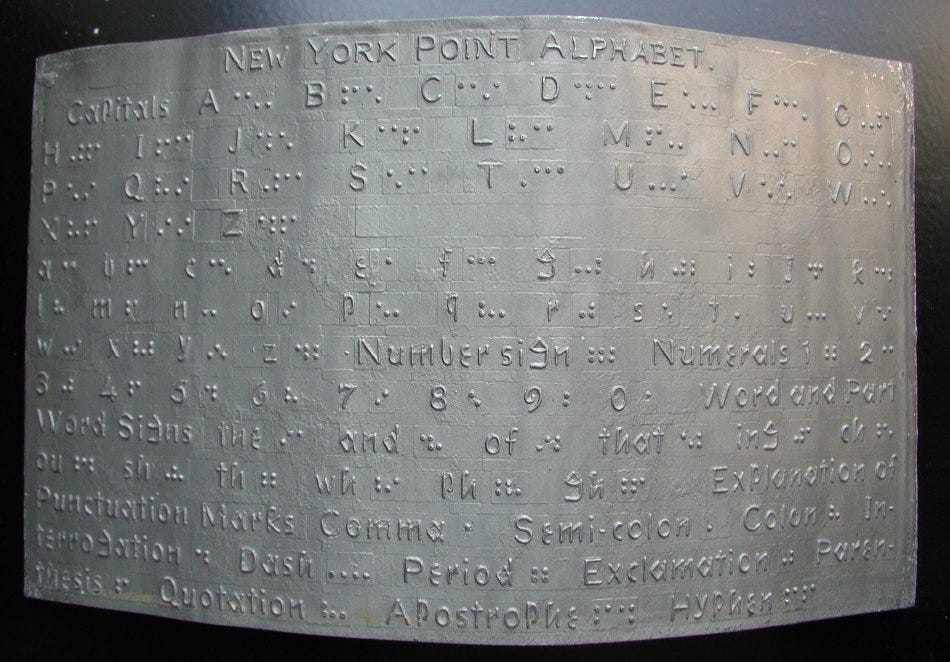 NEW YORK POINT ALPHABET.
Capitals A B C D E F G
H I J K L M N O
P Q R S T U V W
X Y Z
a b c d e f g h i j k
l m n o p q r s t u v
w x y z Number sign Numerals 1 2
3 4 5 6 7 8 9 0 Word and Part
Word Signs the and of that ing ch
ou sh th wh ph gh Explanation of
Punctuation Marks Comma Semi-colon Colon In-
terrogation Dash Period Exclamation Paren-
thesis Quotation Apostrophe Hyphen